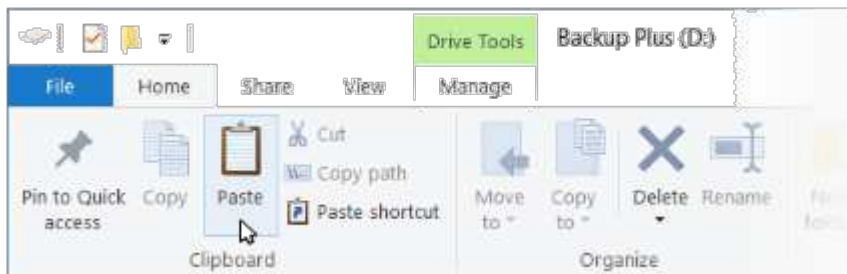 Drive Tools
Backup Plus (D:)
File
Home
Share
View
Manage
Pin to Quick
access
Copy
Paste
Cut
Copy path
Paste shortcut
Move
to
Copy
to
Delete
Rename
Clipboard
Organize